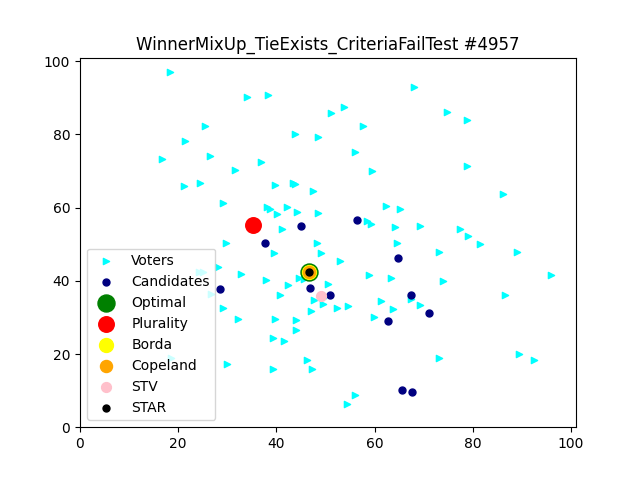 WinnerMixUp_TieExists_CriteriaFailTest #4957
100
80
60
40
20
0
Voters
Candidates
Optimal
Plurality
Borda
Copeland
STV
STAR
0 20 40 60 80 100